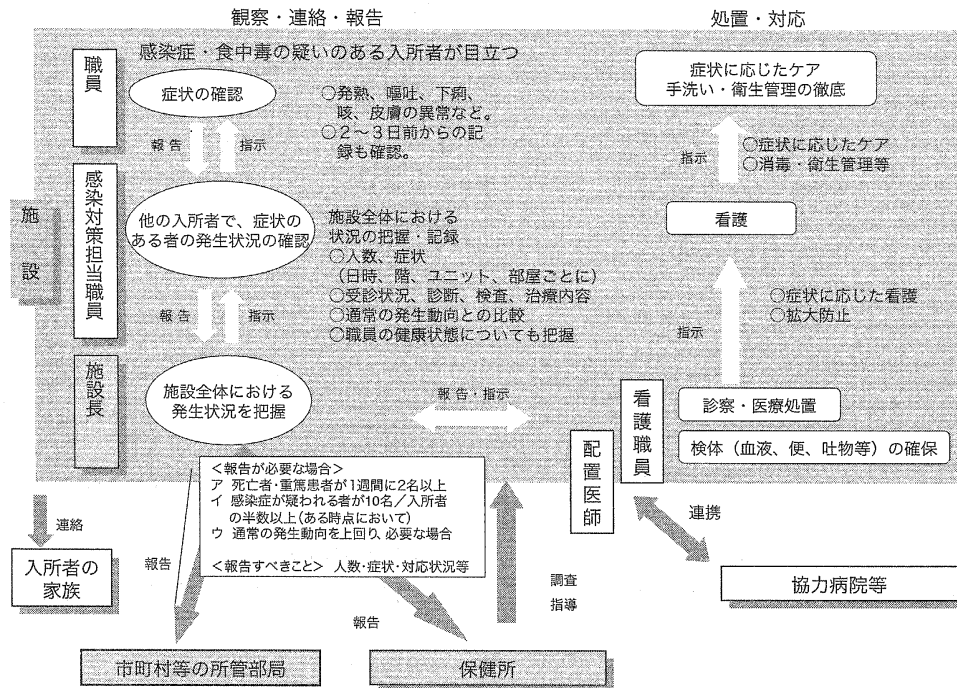 観察・連絡・報告
処置・対応
施設
職員
感染症・食中毒の疑いのある入所者が目立つ
症状の確認
○発熱、嘔吐、下痢、
咳、皮膚の異常など。
○２～３日前からの記
録も確認。
報告
指示
感染対策担当職員
他の入所者で、症状の
ある者の発生状況の確認
施設全体における
状況の把握・記録
○人数、症状
（日時、階、ユニット、部屋ごとに）
○受診状況、診断、検査、治療内容
○通常の発生動向との比較
○職員の健康状態についても把握
報告
指示
施設長
施設全体における
発生状況を把握
報告・指示
症状に応じたケア
手洗い・衛生管理の徹底
指示
○症状に応じたケア
○消毒・衛生管理等
看護
指示
○症状に応じた看護
○拡大防止
看護職員
配置医師
診察・医療処置
検体（血液、便、吐物等）の確保
＜報告が必要な場合＞
ア 死亡者・重篤患者が1週間に2名以上
イ 感染症が疑われる者が10名／入所者
の半数以上（ある時点において）
ウ 通常の発生動向を上回り、必要な場合
＜報告すべきこと＞ 人数・症状・対応状況等
連絡
入所者の
家族
報告
報告
調査
指導
連携
協力病院等
市町村等の所管部局
保健所